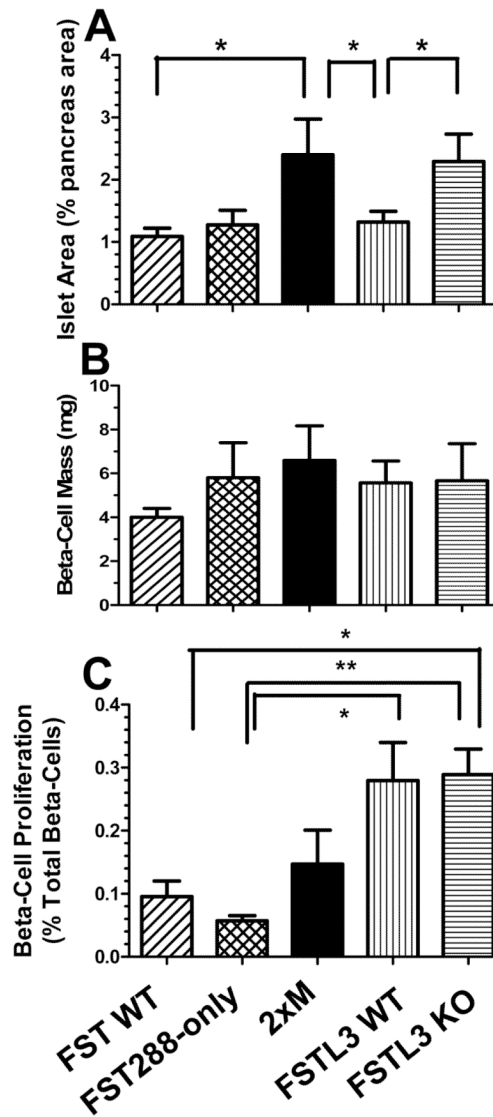 A
* * *
Islet Area (% pancreas area)
4
3
2
1
0
B
Beta-Cell Mass (mg)
10
8
6
4
2
0
C
*
**
*
Beta-Cell Proliferation
(% Total Beta-Cells)
0.4
0.3
0.2
0.1
0.0
FST WT
FST288-only
2xM
FSTL3 WT
FSTL3 KO